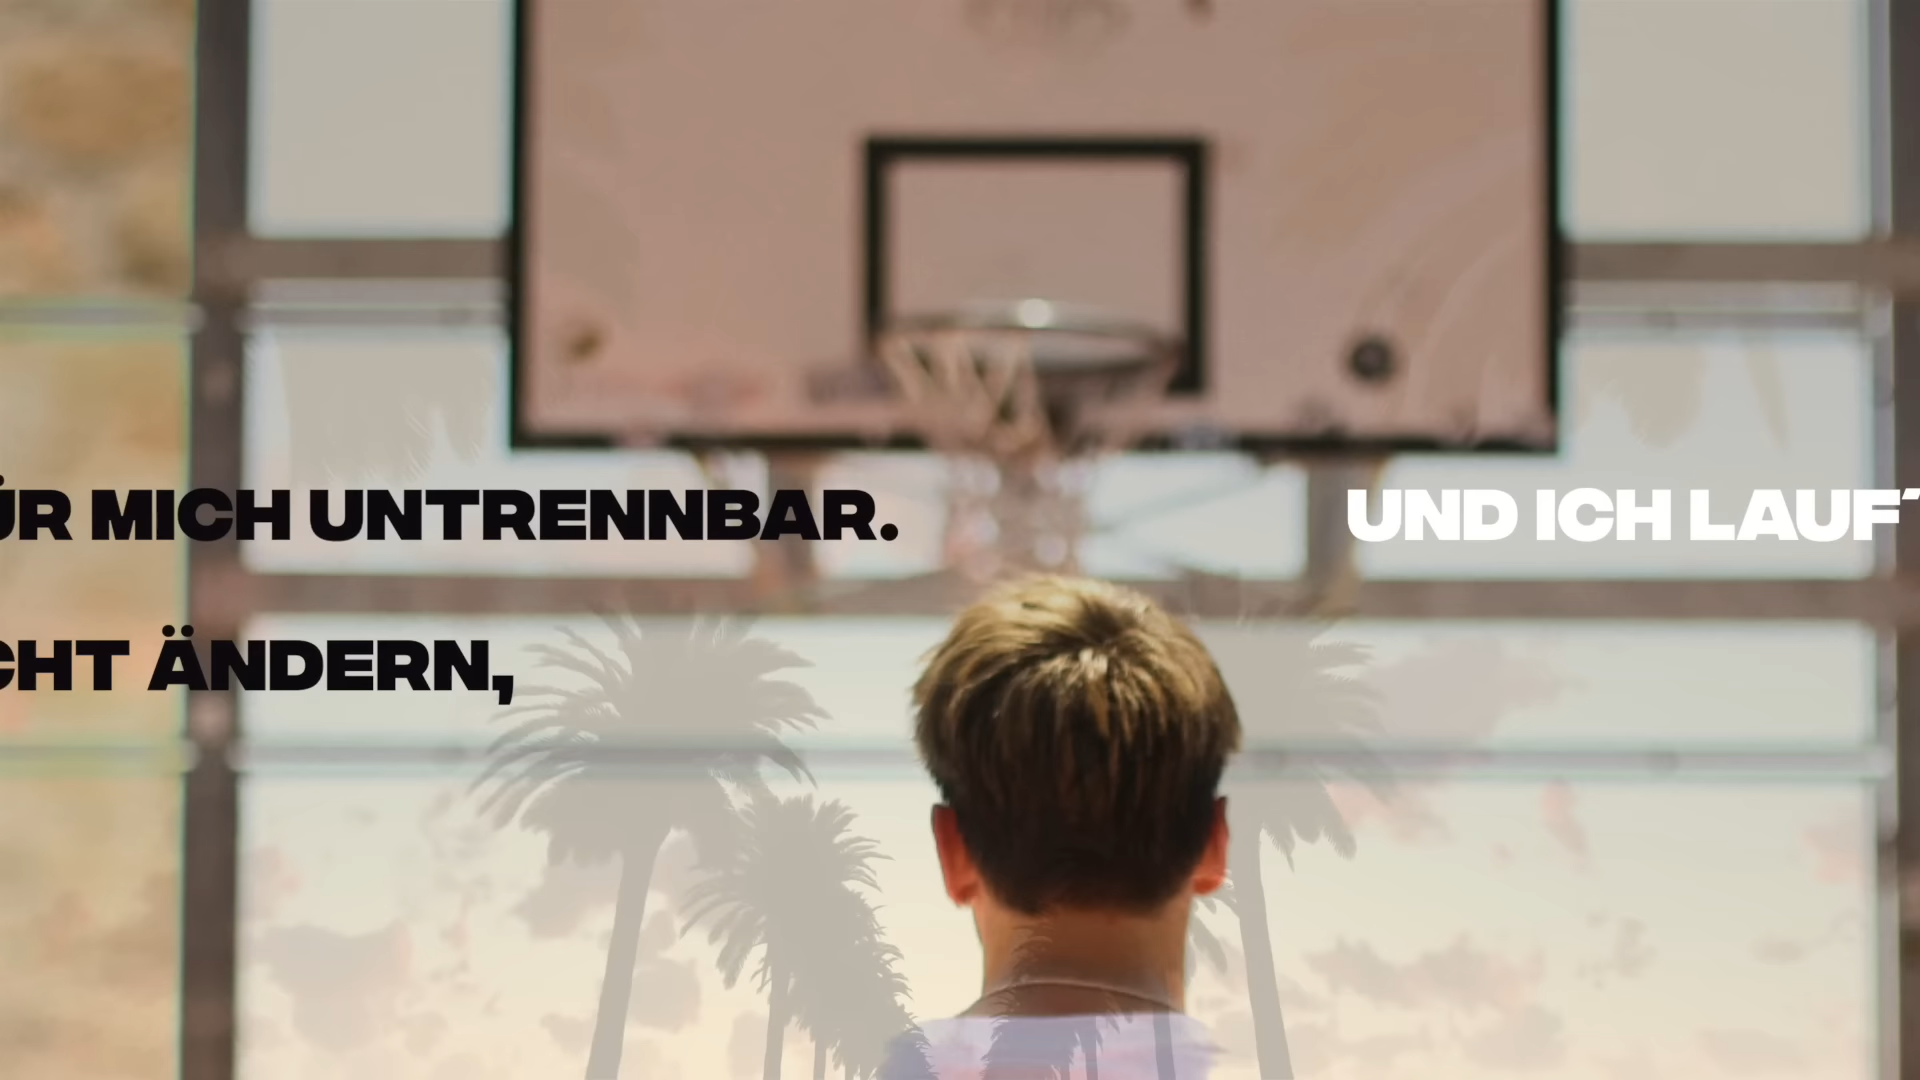 ÜR MICH UNTRENNBAR.
UND ICH LAUF'
CHT ÄNDERN,